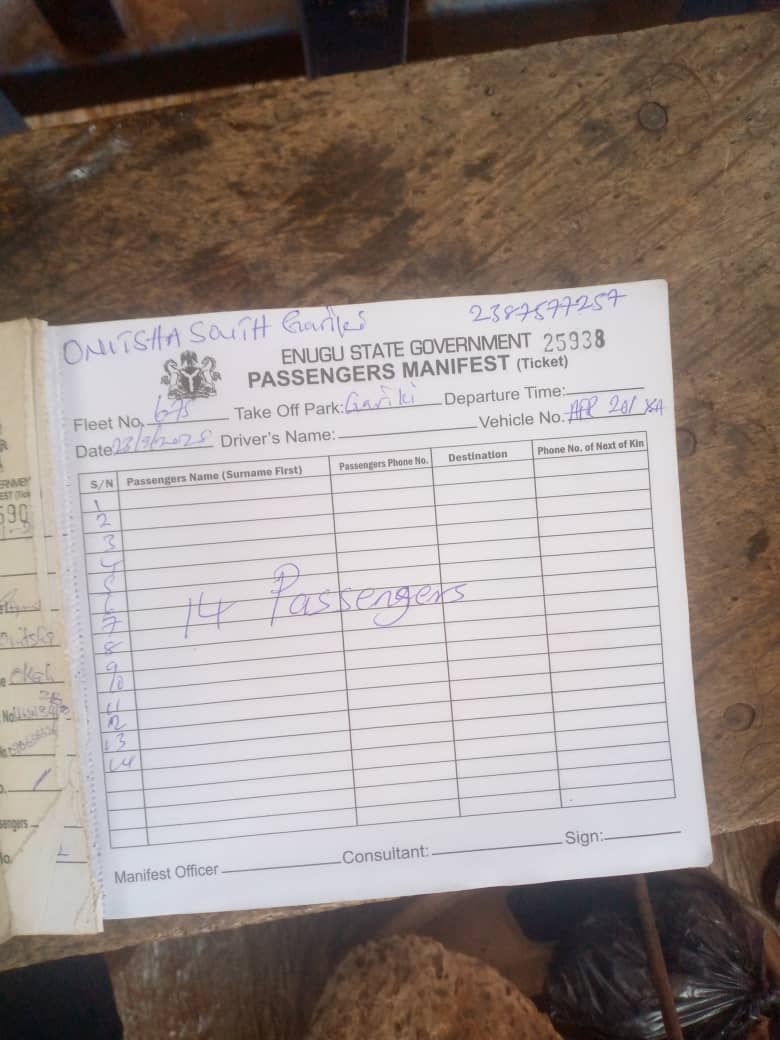 ONITSHA SOUTH Gariki 2387577257
ENUGU STATE GOVERNMENT 25938
PASSENGERS MANIFEST (Ticket)
Fleet No. 675 Take Off Park: Gariki Departure Time:
Date 23/9/2025 Driver's Name: Vehicle No. 201 XA
S/N Passengers Name (Surname First) Passengers Phone No. Destination Phone No. of Next of Kin
1
2
3
4
5
6
7
14 Passengers
8
9
10
11
12
13
14
Manifest Officer Consultant: Sign: